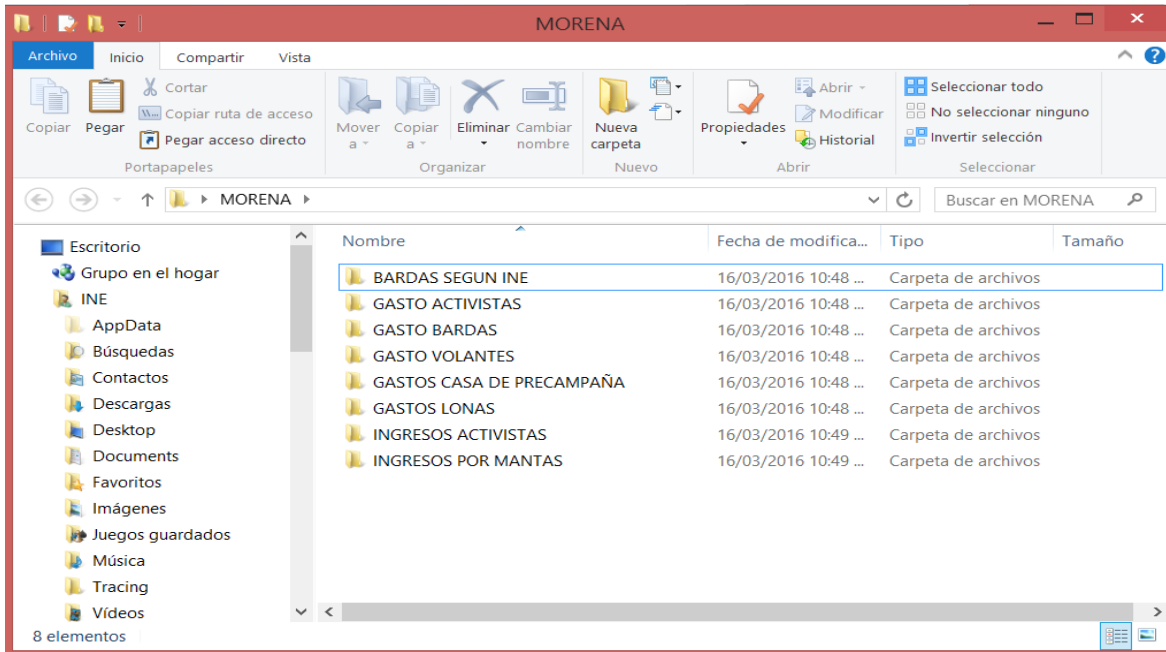 MORENA
Archivo Inicio Compartir Vista
Copiar
Pegar
Cortar
Copiar ruta de acceso
Pegar acceso directo
Portapapeles
Mover a
Copiar a
Eliminar
Cambiar nombre
Organizar
Nueva carpeta
Nuevo
Propiedades
Abrir
Modificar
Historial
Abrir
Seleccionar todo
No seleccionar ninguno
Invertir selección
Seleccionar
MORENA
Buscar en MORENA
Escritorio
Grupo en el hogar
INE
AppData
Búsquedas
Contactos
Descargas
Desktop
Documents
Favoritos
Imágenes
Juegos guardados
Música
Tracing
Vídeos
Nombre Fecha de modifica... Tipo Tamaño
BARDAS SEGUN INE 16/03/2016 10:48 ... Carpeta de archivos
GASTO ACTIVISTAS 16/03/2016 10:48 ... Carpeta de archivos
GASTO BARDAS 16/03/2016 10:48 ... Carpeta de archivos
GASTO VOLANTES 16/03/2016 10:48 ... Carpeta de archivos
GASTOS CASA DE PRECAMPAÑA 16/03/2016 10:48 ... Carpeta de archivos
GASTOS LONAS 16/03/2016 10:48 ... Carpeta de archivos
INGRESOS ACTIVISTAS 16/03/2016 10:49 ... Carpeta de archivos
INGRESOS POR MANTAS 16/03/2016 10:49 ... Carpeta de archivos
8 elementos